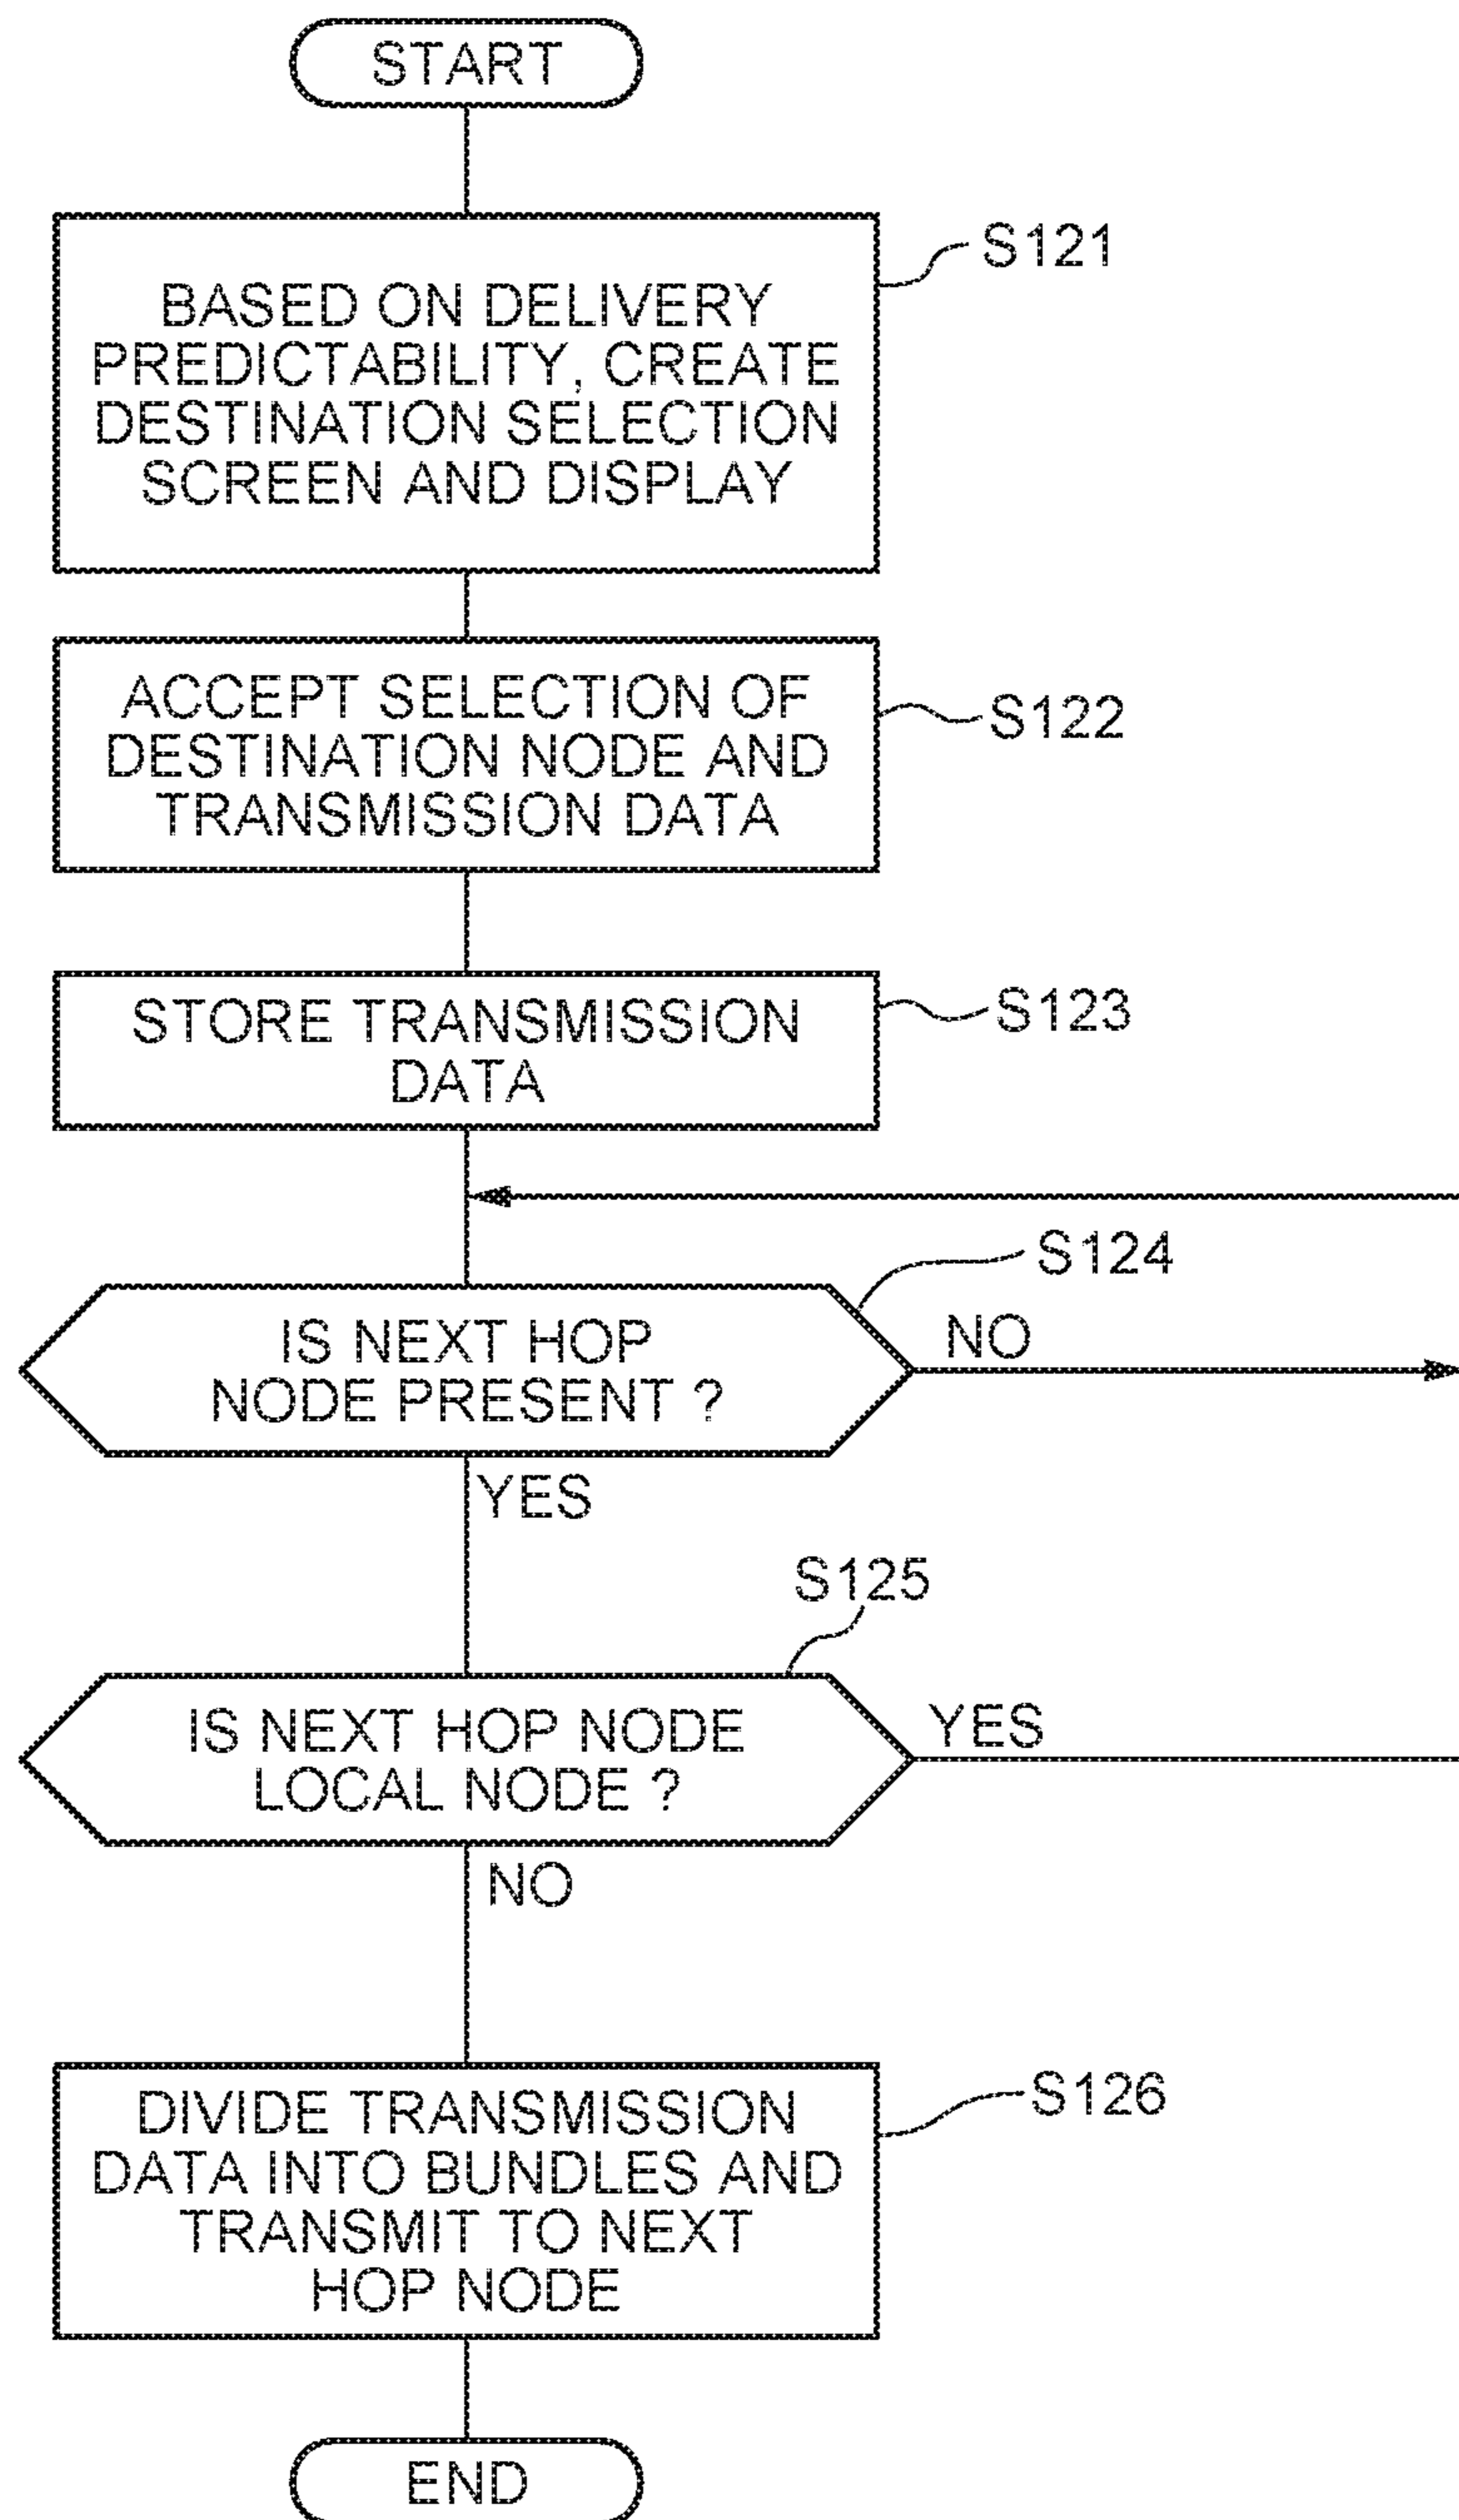 START
S121
BASED ON DELIVERY
PREDICTABILITY, CREATE
DESTINATION SELECTION
SCREEN AND DISPLAY
ACCEPT SELECTION OF
S122
DESTINATION NODE AND
TRANSMISSION DATA
STORE TRANSMISSION
S123
DATA
S124
IS NEXT HOP
NO
NODE PRESENT ?
YES
S125
IS NEXT HOP NODE
YES
LOCAL NODE ?
NO
S126
DIVIDE TRANSMISSION
DATA INTO BUNDLES AND
TRANSMIT TO NEXT
HOP NODE
END